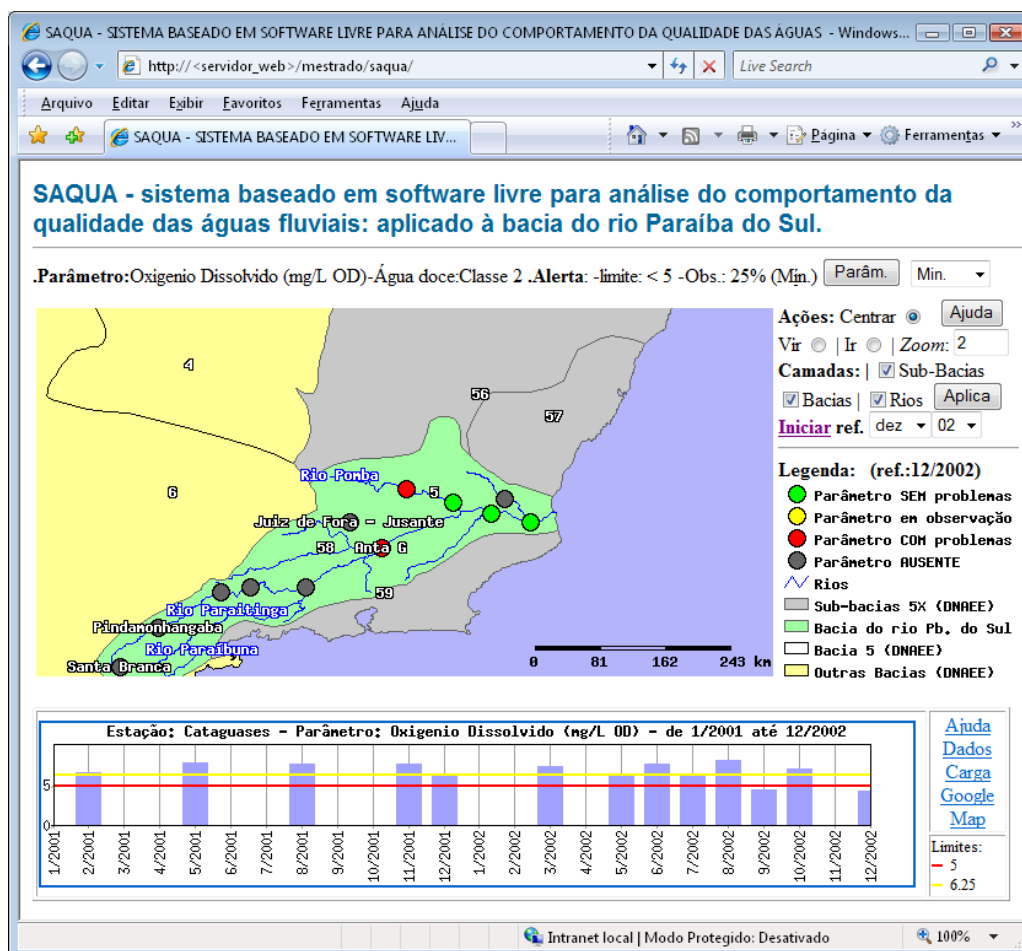 SAQUA - SISTEMA BASEADO EM SOFTWARE LIVRE PARA ANÁLISE DO COMPORTAMENTO DA QUALIDADE DAS ÁGUAS - Windows...
http://<servidor_web>/mestrado/saqua/
Live Search
Arquivo Editar Exibir Favoritos Ferramentas Ajuda
SAQUA - SISTEMA BASEADO EM SOFTWARE LIV...
Página Ferramentas »
SAQUA - sistema baseado em software livre para análise do comportamento da
qualidade das águas fluviais: aplicado à bacia do rio Paraíba do Sul.
.Parâmetro:Oxigenio Dissolvido (mg/L OD)-Água doce:Classe 2 .Alerta: -limite: < 5 -Obs.: 25% (Mín.) Parâm. Min.
Ações: Centrar Ajuda
Vir | Ir | Zoom: 2
Camadas: | Sub-Bacias
Bacias | Rios Aplica
Iniciar ref. dez 02
4
56
57
Rio Pomba
5
6
Juiz de Fora - Jusante
58 Anta G
59
Rio Paraitinga
Pindamonhangaba
Rio Paraibuna
Santa Branca
0 81 162 243 km
Legenda: (ref.:12/2002)
Parâmetro SEM problemas
Parâmetro em observação
Parâmetro COM problemas
Parâmetro AUSENTE
Rios
Sub-bacias 5X (DNAEE)
Bacia do rio Pb. do Sul
Bacia 5 (DNAEE)
Outras Bacias (DNAEE)
Estação: Cataguases - Parâmetro: Oxigenio Dissolvido (mg/L OD) - de 1/2001 até 12/2002
5
0
1/2001 2/2001 3/2001 4/2001 5/2001 6/2001 7/2001 8/2001 9/2001 10/2001 11/2001 12/2001 1/2002 2/2002 3/2002 4/2002 5/2002 6/2002 7/2002 8/2002 9/2002 10/2002 11/2002 12/2002
Ajuda
Dados
Carga
Google
Map
Limites:
5
6.25
Intranet local | Modo Protegido: Desativado 100%